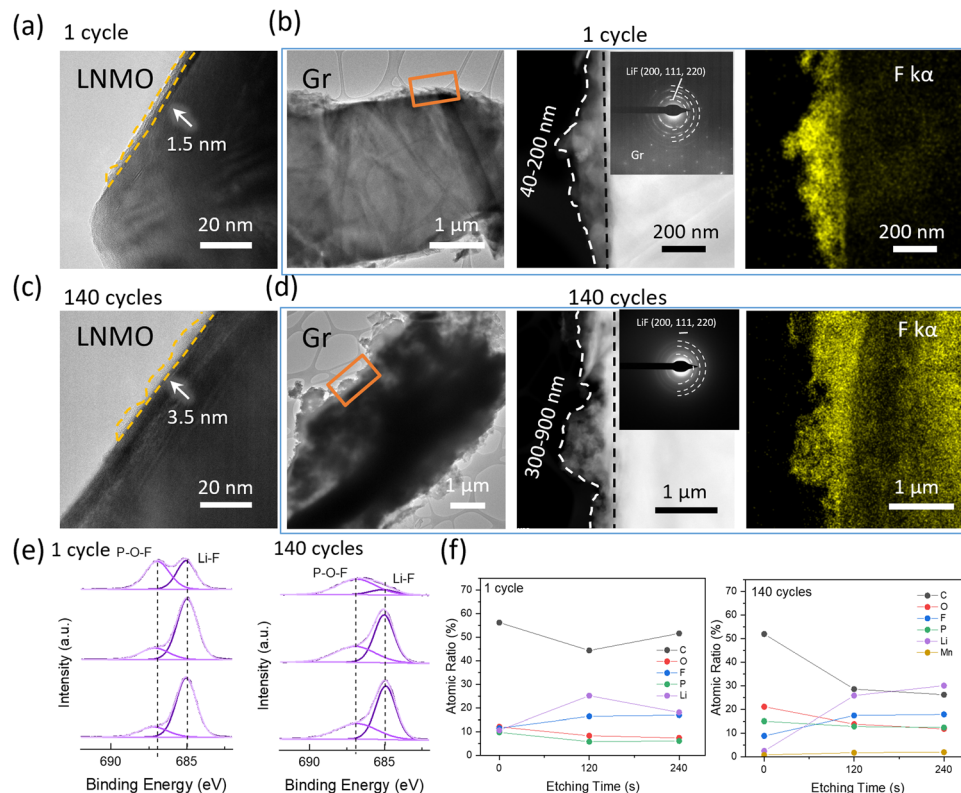 (a)
1 cycle
LNMO
1.5 nm
20 nm
(b)
1 cycle
Gr
1 µm
40-200 nm
LiF (200, 111, 220)
Gr
200 nm
F kα
200 nm
(c)
140 cycles
LNMO
3.5 nm
20 nm
(d)
140 cycles
Gr
1 µm
300-900 nm
LiF (200, 111, 220)
1 µm
F kα
1 µm
(e)
1 cycle
P-O-F
Li-F
Intensity (a.u.)
690
685
Binding Energy (eV)
140 cycles
P-O-F
Li-F
Intensity (a.u.)
690
685
Binding Energy (eV)
(f)
1 cycle
Atomic Ratio (%)
70
60
50
40
30
20
10
0
C
O
F
P
Li
0
120
240
Etching Time (s)
140 cycles
Atomic Ratio (%)
70
60
50
40
30
20
10
0
C
O
F
P
Li
Mn
0
120
240
Etching Time (s)